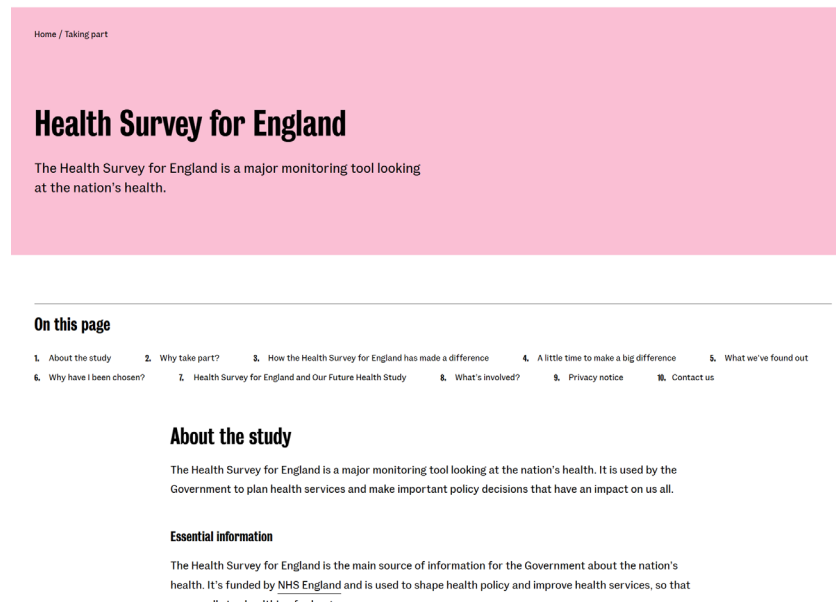 Home / Taking part
Health Survey for England
The Health Survey for England is a major monitoring tool looking
at the nation's health.
On this page
1. About the study 2. Why take part? 3. How the Health Survey for England has made a difference 4. A little time to make a big difference 5. What we've found out
6. Why have I been chosen? 7. Health Survey for England and Our Future Health Study 8. What's involved? 9. Privacy notice 10. Contact us
About the study
The Health Survey for England is a major monitoring tool looking at the nation's health. It is used by the
Government to plan health services and make important policy decisions that have an impact on us all.
Essential information
The Health Survey for England is the main source of information for the Government about the nation's
health. It's funded by NHS England and is used to shape health policy and improve health services, so that